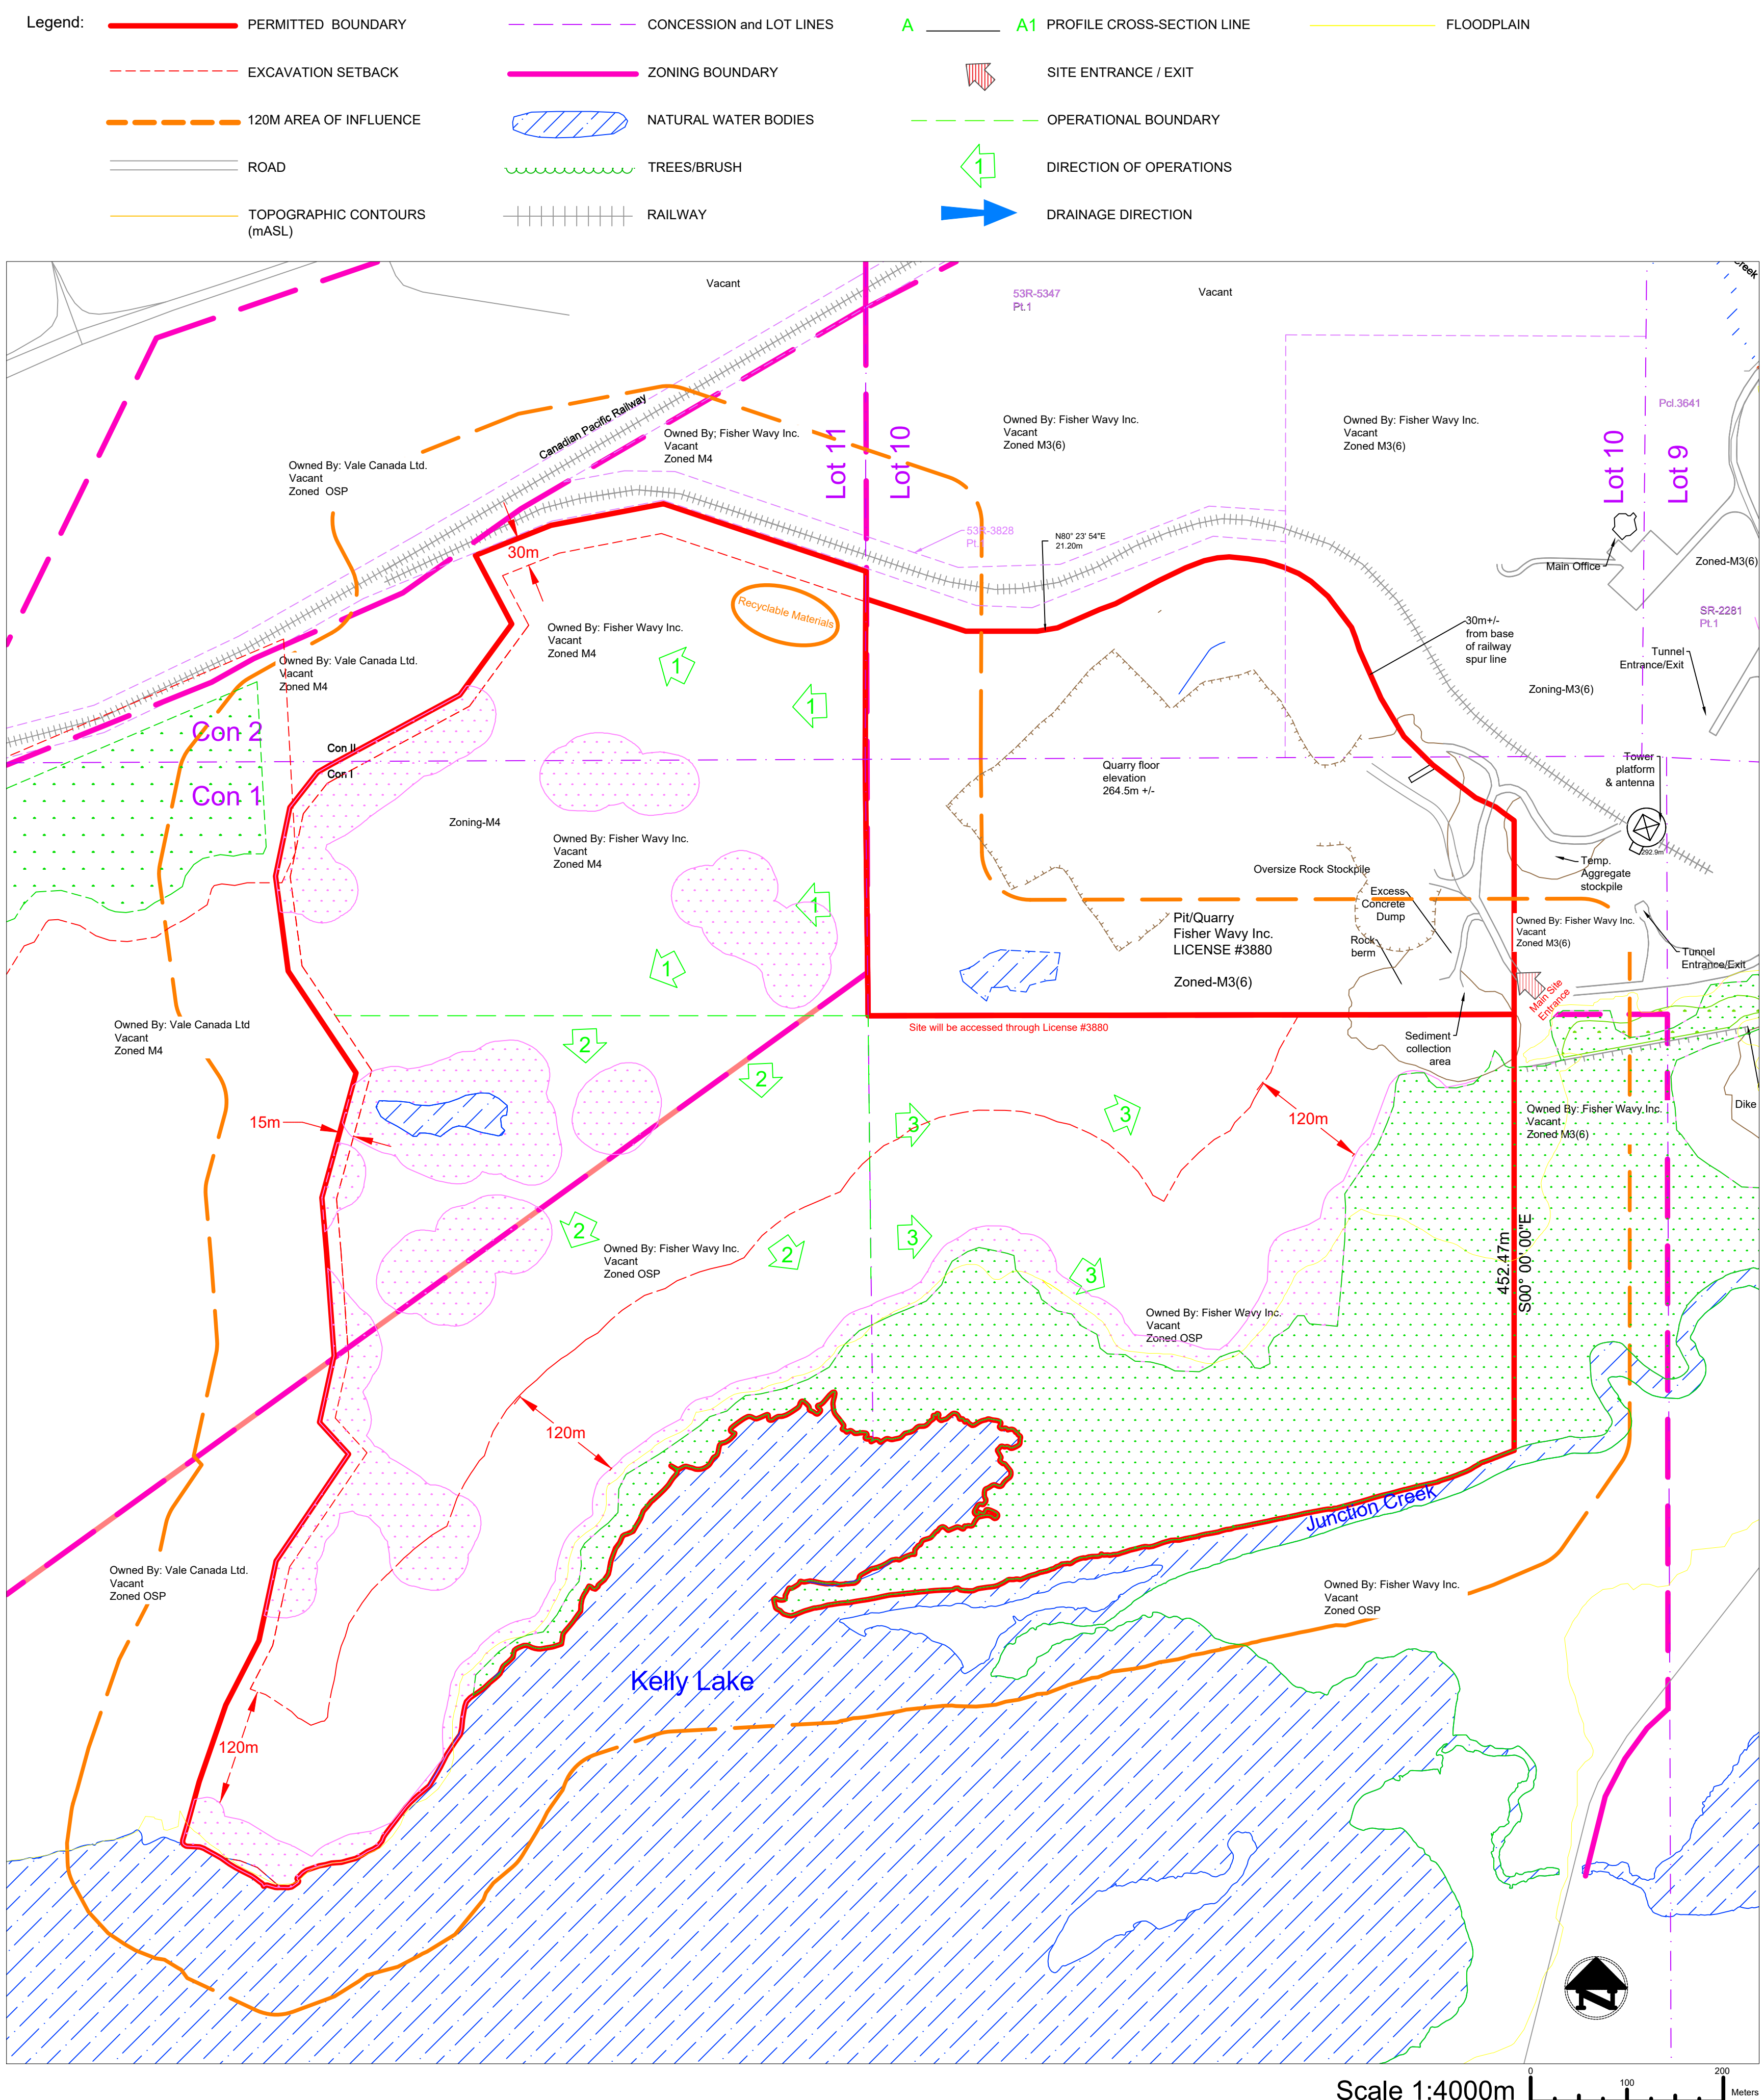 Legend:
PERMITTED BOUNDARY
CONCESSION and LOT LINES
A
A1
PROFILE CROSS-SECTION LINE
FLOODPLAIN
EXCAVATION SETBACK
ZONING BOUNDARY
SITE ENTRANCE / EXIT
120M AREA OF INFLUENCE
NATURAL WATER BODIES
OPERATIONAL BOUNDARY
ROAD
TREES/BRUSH
1
DIRECTION OF OPERATIONS
TOPOGRAPHIC CONTOURS
(mASL)
RAILWAY
DRAINAGE DIRECTION
Vacant
53R-5347
Pt.1
Vacant
Creek
Canadian Pacific Railway
Owned By: Vale Canada Ltd.
Vacant
Zoned OSP
Owned By; Fisher Wavy Inc.
Vacant
Zoned M4
Lot 11
Lot 10
Owned By: Fisher Wavy Inc.
Vacant
Zoned M3(6)
Owned By: Fisher Wavy Inc.
Vacant
Zoned M3(6)
Pcl.3641
Lot 10
Lot 9
30m
53R-3828
Pt.
N80° 23' 54"E
21.20m
Main Office
Zoned-M3(6)
Recyclable Materials
SR-2281
Pt.1
30m+/-
from base
of railway
spur line
Tunnel
Entrance/Exit
Zoning-M3(6)
Owned By: Fisher Wavy Inc.
Vacant
Zoned M4
Owned By: Vale Canada Ltd.
Vacant
Zoned M4
1
1
Con 2
Con II
Con I
Con 1
Quarry floor
elevation
264.5m +/-
Tower
platform
& antenna
292.9m
Zoning-M4
Owned By: Fisher Wavy Inc.
Vacant
Zoned M4
Oversize Rock Stockpile
Temp.
Aggregate
stockpile
Excess
Concrete
Dump
1
Pit/Quarry
Fisher Wavy Inc.
LICENSE #3880
Zoned-M3(6)
Rock
berm
Owned By: Fisher Wavy Inc.
Vacant
Zoned M3(6)
Tunnel
Entrance/Exit
1
Main Site
Entrance
Owned By: Vale Canada Ltd
Vacant
Zoned M4
Site will be accessed through License #3880
Sediment
collection
area
2
2
15m
3
3
120m
Owned By: Fisher Wavy Inc.
Vacant
Zoned M3(6)
Dike
2
2
3
3
Owned By: Fisher Wavy Inc.
Vacant
Zoned OSP
452.47m
S00° 00' 00"E
Owned By: Fisher Wavy Inc.
Vacant
Zoned OSP
120m
Junction Creek
Owned By: Vale Canada Ltd.
Vacant
Zoned OSP
Owned By: Fisher Wavy Inc.
Vacant
Zoned OSP
Kelly Lake
120m
N
Scale 1:4000m
0
100
200
Meters